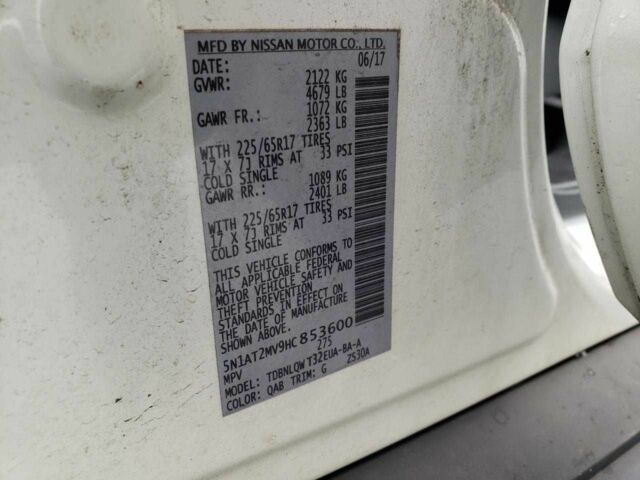 MFD BY NISSAN MOTOR CO., LTD.
DATE: 06/17
GVWR: 2122 KG
4679 LB
GAWR FR.: 1072 KG
2363 LB
WITH 225/65R17 TIRES
17 X 7J RIMS AT 33 PSI
COLD SINGLE
GAWR RR.: 1089 KG
2401 LB
WITH 225/65R17 TIRES
17 X 7J RIMS AT 33 PSI
COLD SINGLE
THIS VEHICLE CONFORMS TO
ALL APPLICABLE FEDERAL
MOTOR VEHICLE SAFETY AND
THEFT PREVENTION
STANDARDS IN EFFECT ON
THE DATE OF MANUFACTURE
SHOWN ABOVE.
5N1AT2MV9HC853600
MPV 275
MODEL: TDBNLQW T32EUA-BA-A
COLOR: QAB TRIM: G 2S30A